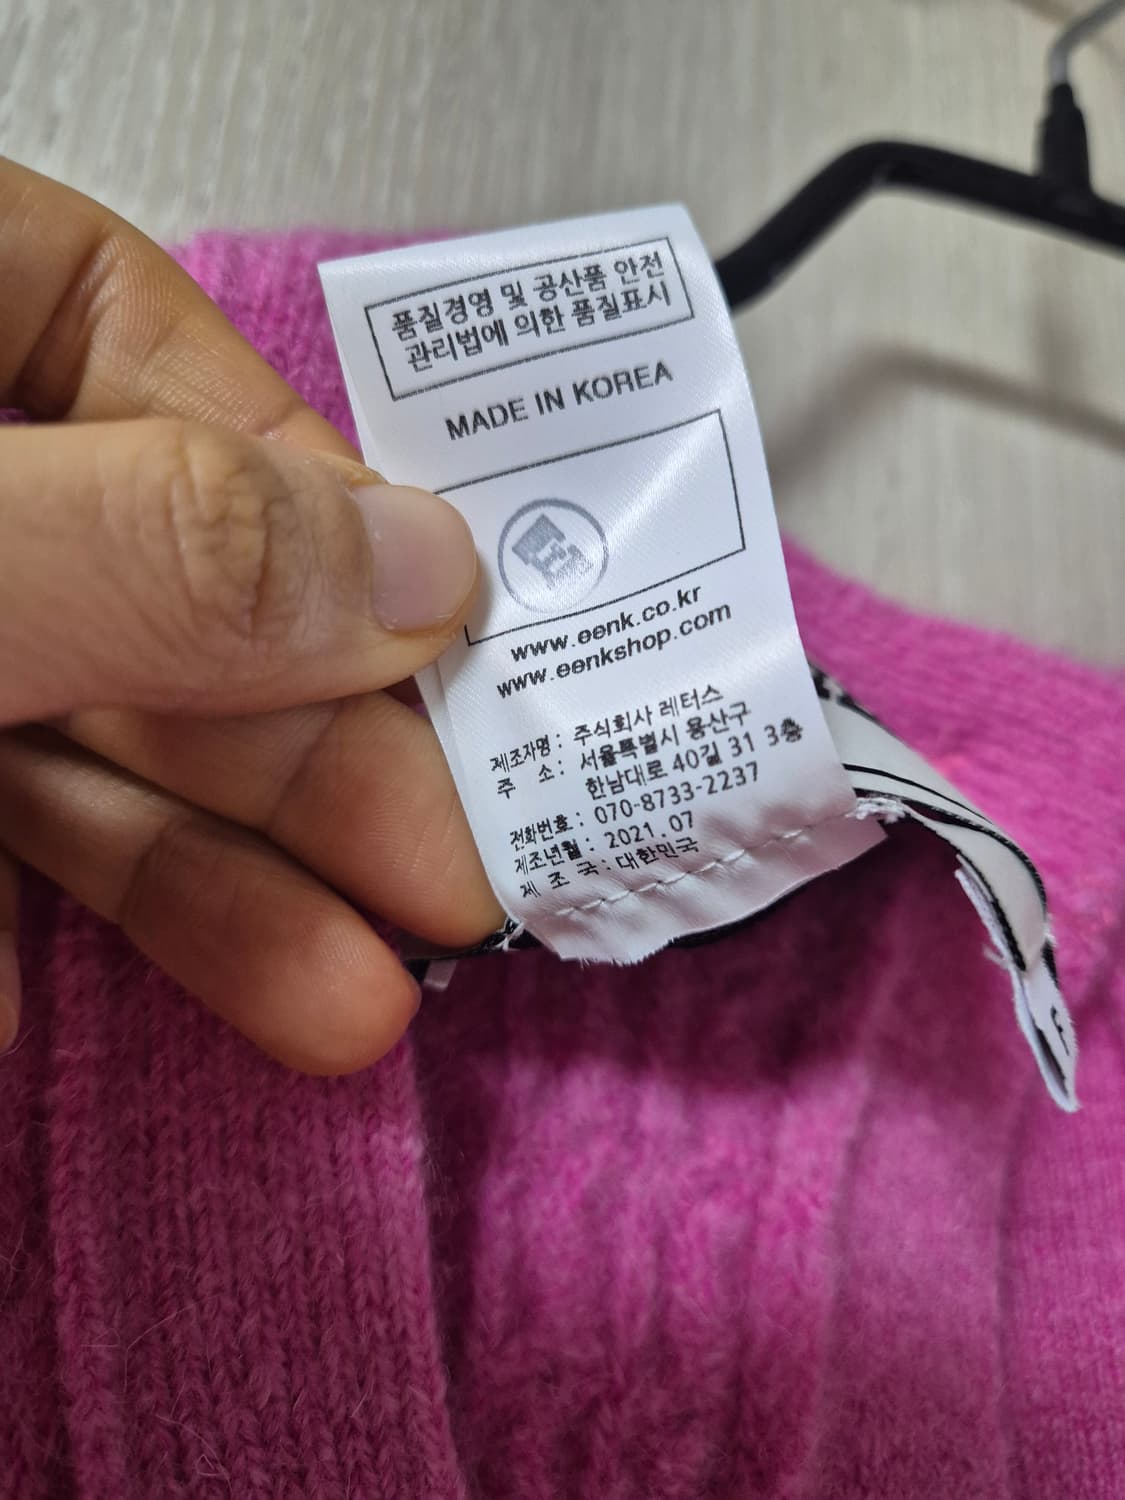 품질경영 및 공산품 안전
관리법에 의한 품질표시
MADE IN KOREA
www.eenk.co.kr
www.eenkshop.com
제조자명 : 주식회사 레터스
주 소 : 서울특별시 용산구
한남대로 40길 31 3층
전화번호 : 070-8733-2237
제조년월 : 2021.07
제 조 국 : 대한민국